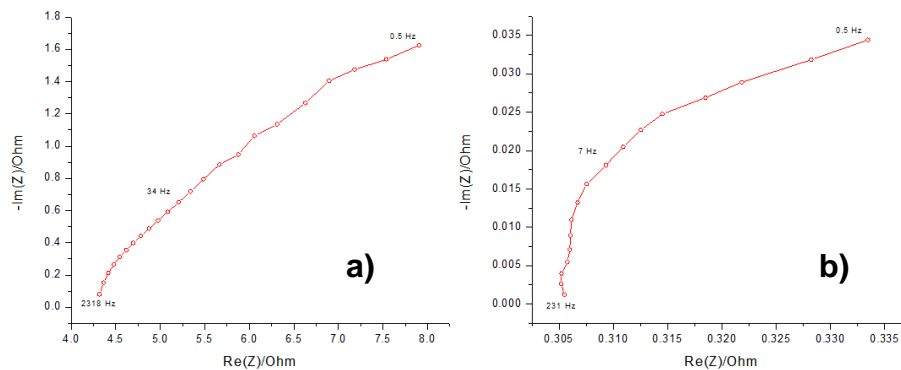 1.8
1.6
1.4
1.2
1.0
0.8
0.6
0.4
0.2
0.0
-Im(Z)/Ohm
0.5 Hz
34 Hz
2318 Hz
a)
4.0 4.5 5.0 5.5 6.0 6.5 7.0 7.5 8.0
Re(Z)/Ohm
0.035
0.030
0.025
0.020
0.015
0.010
0.005
0.000
-Im(Z)/Ohm
0.5 Hz
7 Hz
231 Hz
b)
0.305 0.310 0.315 0.320 0.325 0.330 0.335
Re(Z)/Ohm